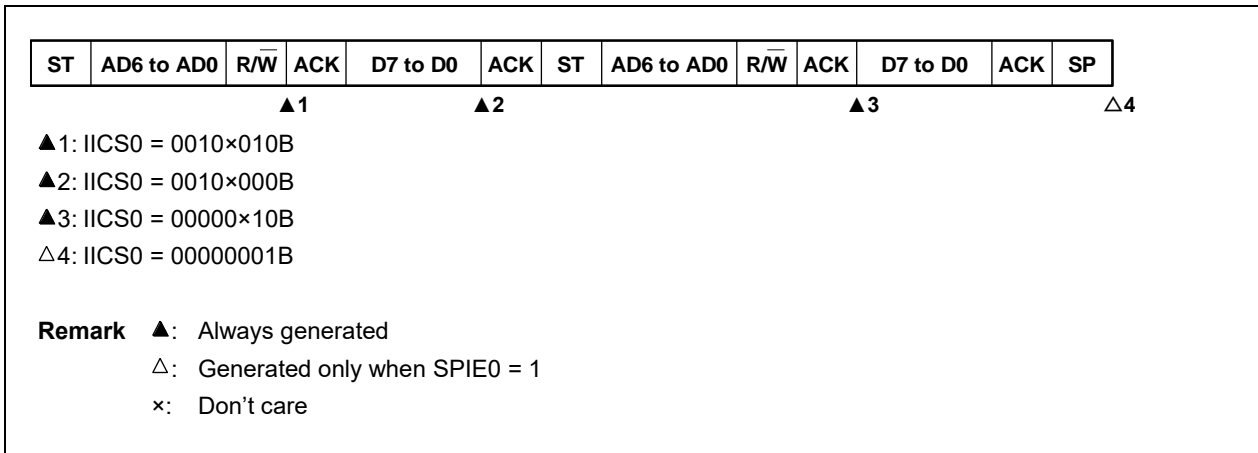 ST AD6 to AD0 R/W̅ ACK D7 to D0 ACK ST AD6 to AD0 R/W̅ ACK D7 to D0 ACK SP
▲1 ▲2 ▲3 △4
▲1: IICS0 = 0010×010B
▲2: IICS0 = 0010×000B
▲3: IICS0 = 00000×10B
△4: IICS0 = 00000001B
Remark ▲: Always generated
△: Generated only when SPIE0 = 1
×: Don't care